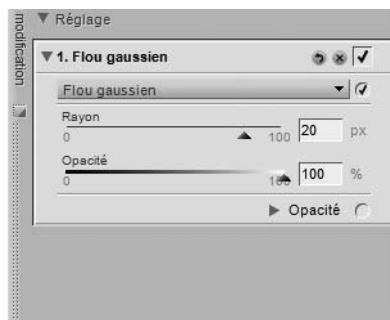 modification
Réglage
1. Flou gaussien
Flou gaussien
Rayon
0 100 20 px
Opacité
0 100 100 %
Opacité